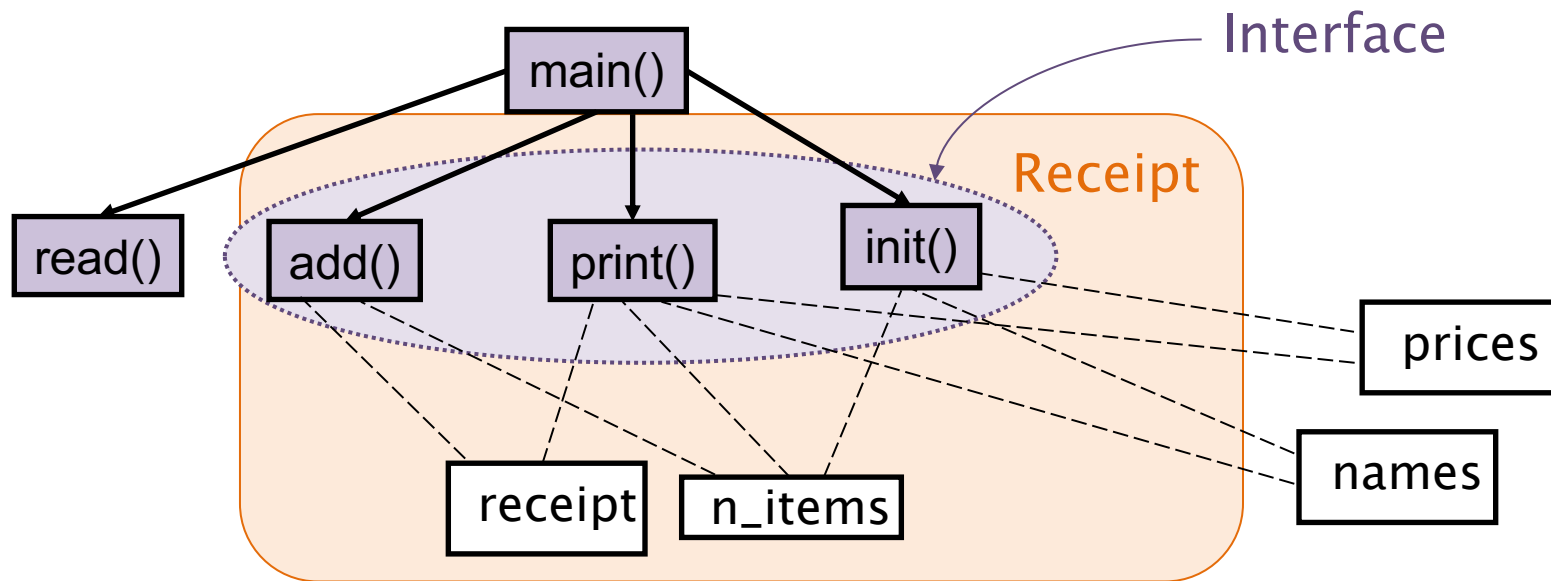 Interface
main()
Receipt
read()
add()
print()
init()
prices
names
receipt
n_items